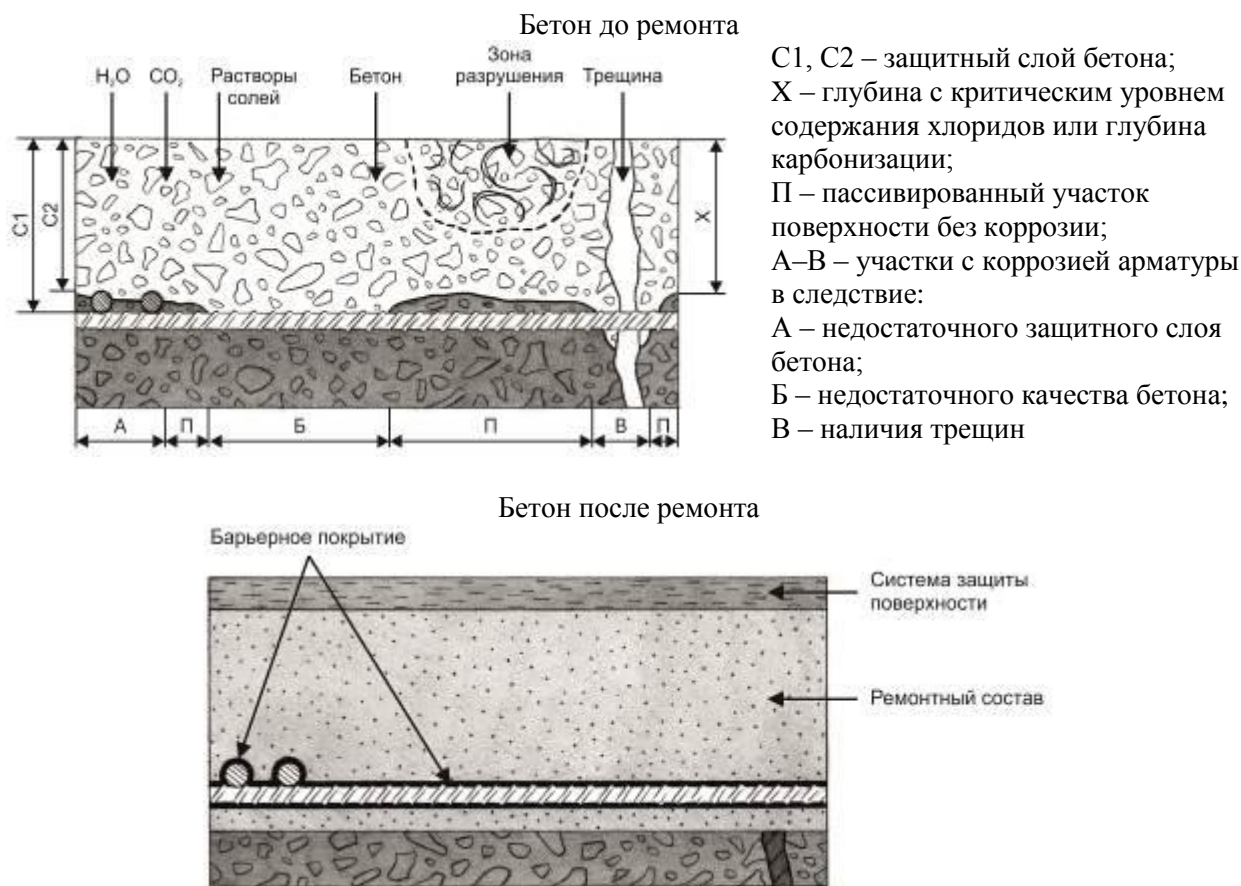 Бетон до ремонта
H₂O CO₂ Растворы солей Бетон Зона разрушения Трещина
C1
C2
X
А П Б П В П
С1, С2 – защитный слой бетона;
Х – глубина с критическим уровнем
содержания хлоридов или глубина
карбонизации;
П – пассивированный участок
поверхности без коррозии;
А–В – участки с коррозией арматуры
в следствие:
А – недостаточного защитного слоя
бетона;
Б – недостаточного качества бетона;
В – наличия трещин
Бетон после ремонта
Барьерное покрытие
Система защиты
поверхности
Ремонтный состав